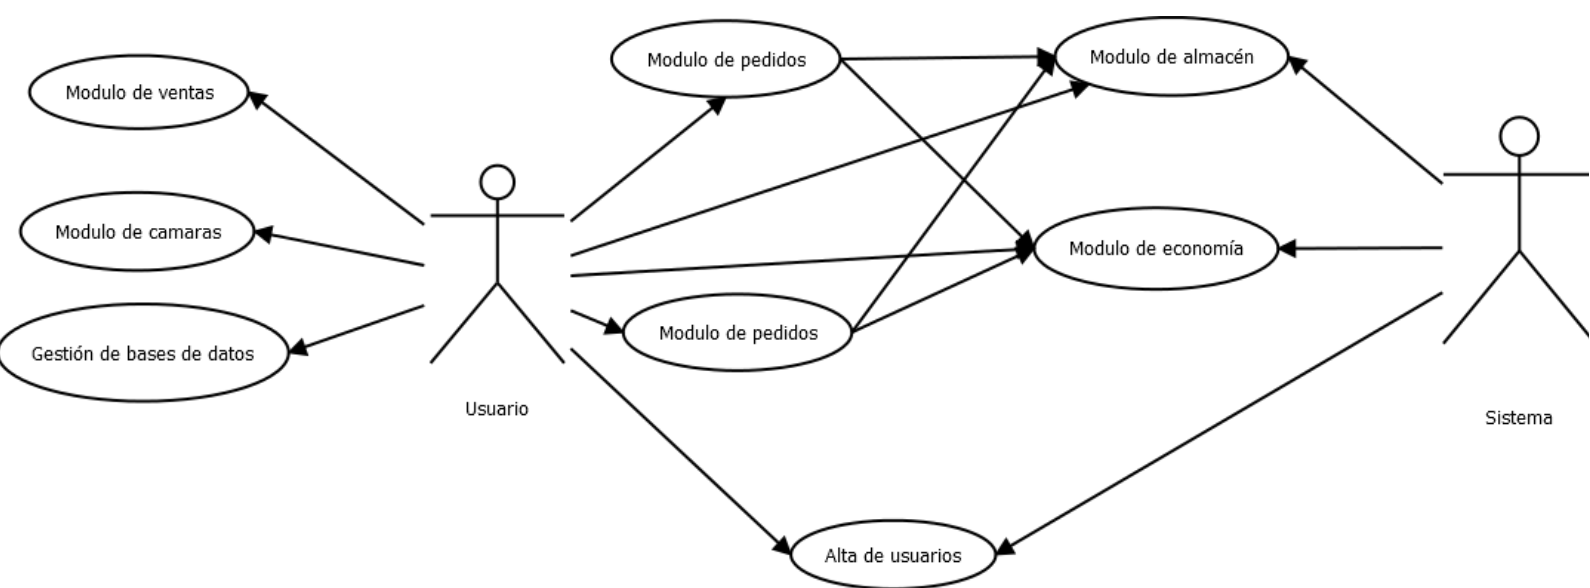 Modulo de pedidos
Modulo de almacén
Modulo de ventas
Modulo de camaras
Modulo de economía
Modulo de pedidos
Gestión de bases de datos
Usuario
Sistema
Alta de usuarios